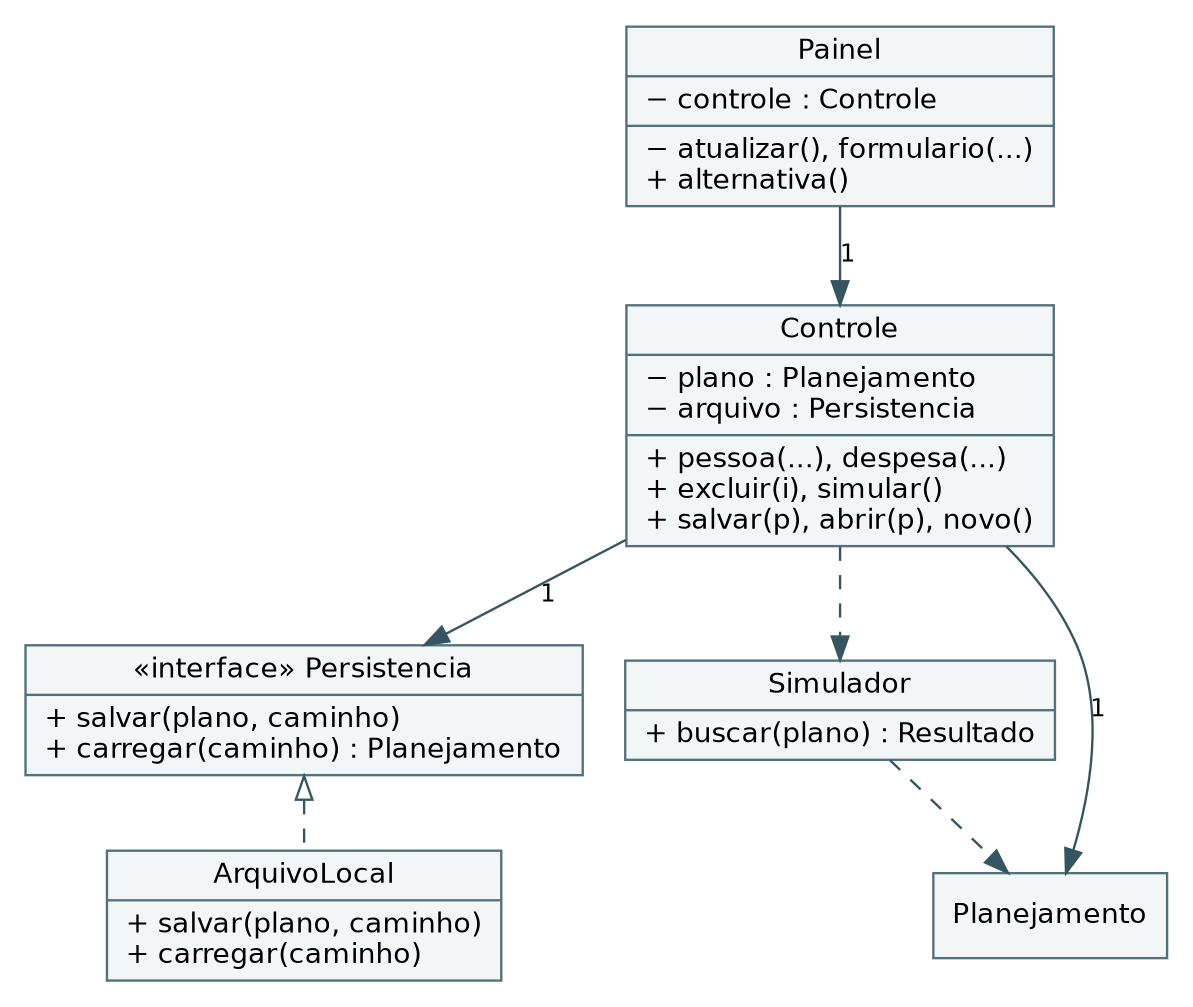 Painel
− controle : Controle
− atualizar(), formulario(...)
+ alternativa()
1
Controle
− plano : Planejamento
− arquivo : Persistencia
+ pessoa(...), despesa(...)
+ excluir(i), simular()
+ salvar(p), abrir(p), novo()
1
«interface» Persistencia
+ salvar(plano, caminho)
+ carregar(caminho) : Planejamento
Simulador
+ buscar(plano) : Resultado
1
ArquivoLocal
+ salvar(plano, caminho)
+ carregar(caminho)
Planejamento